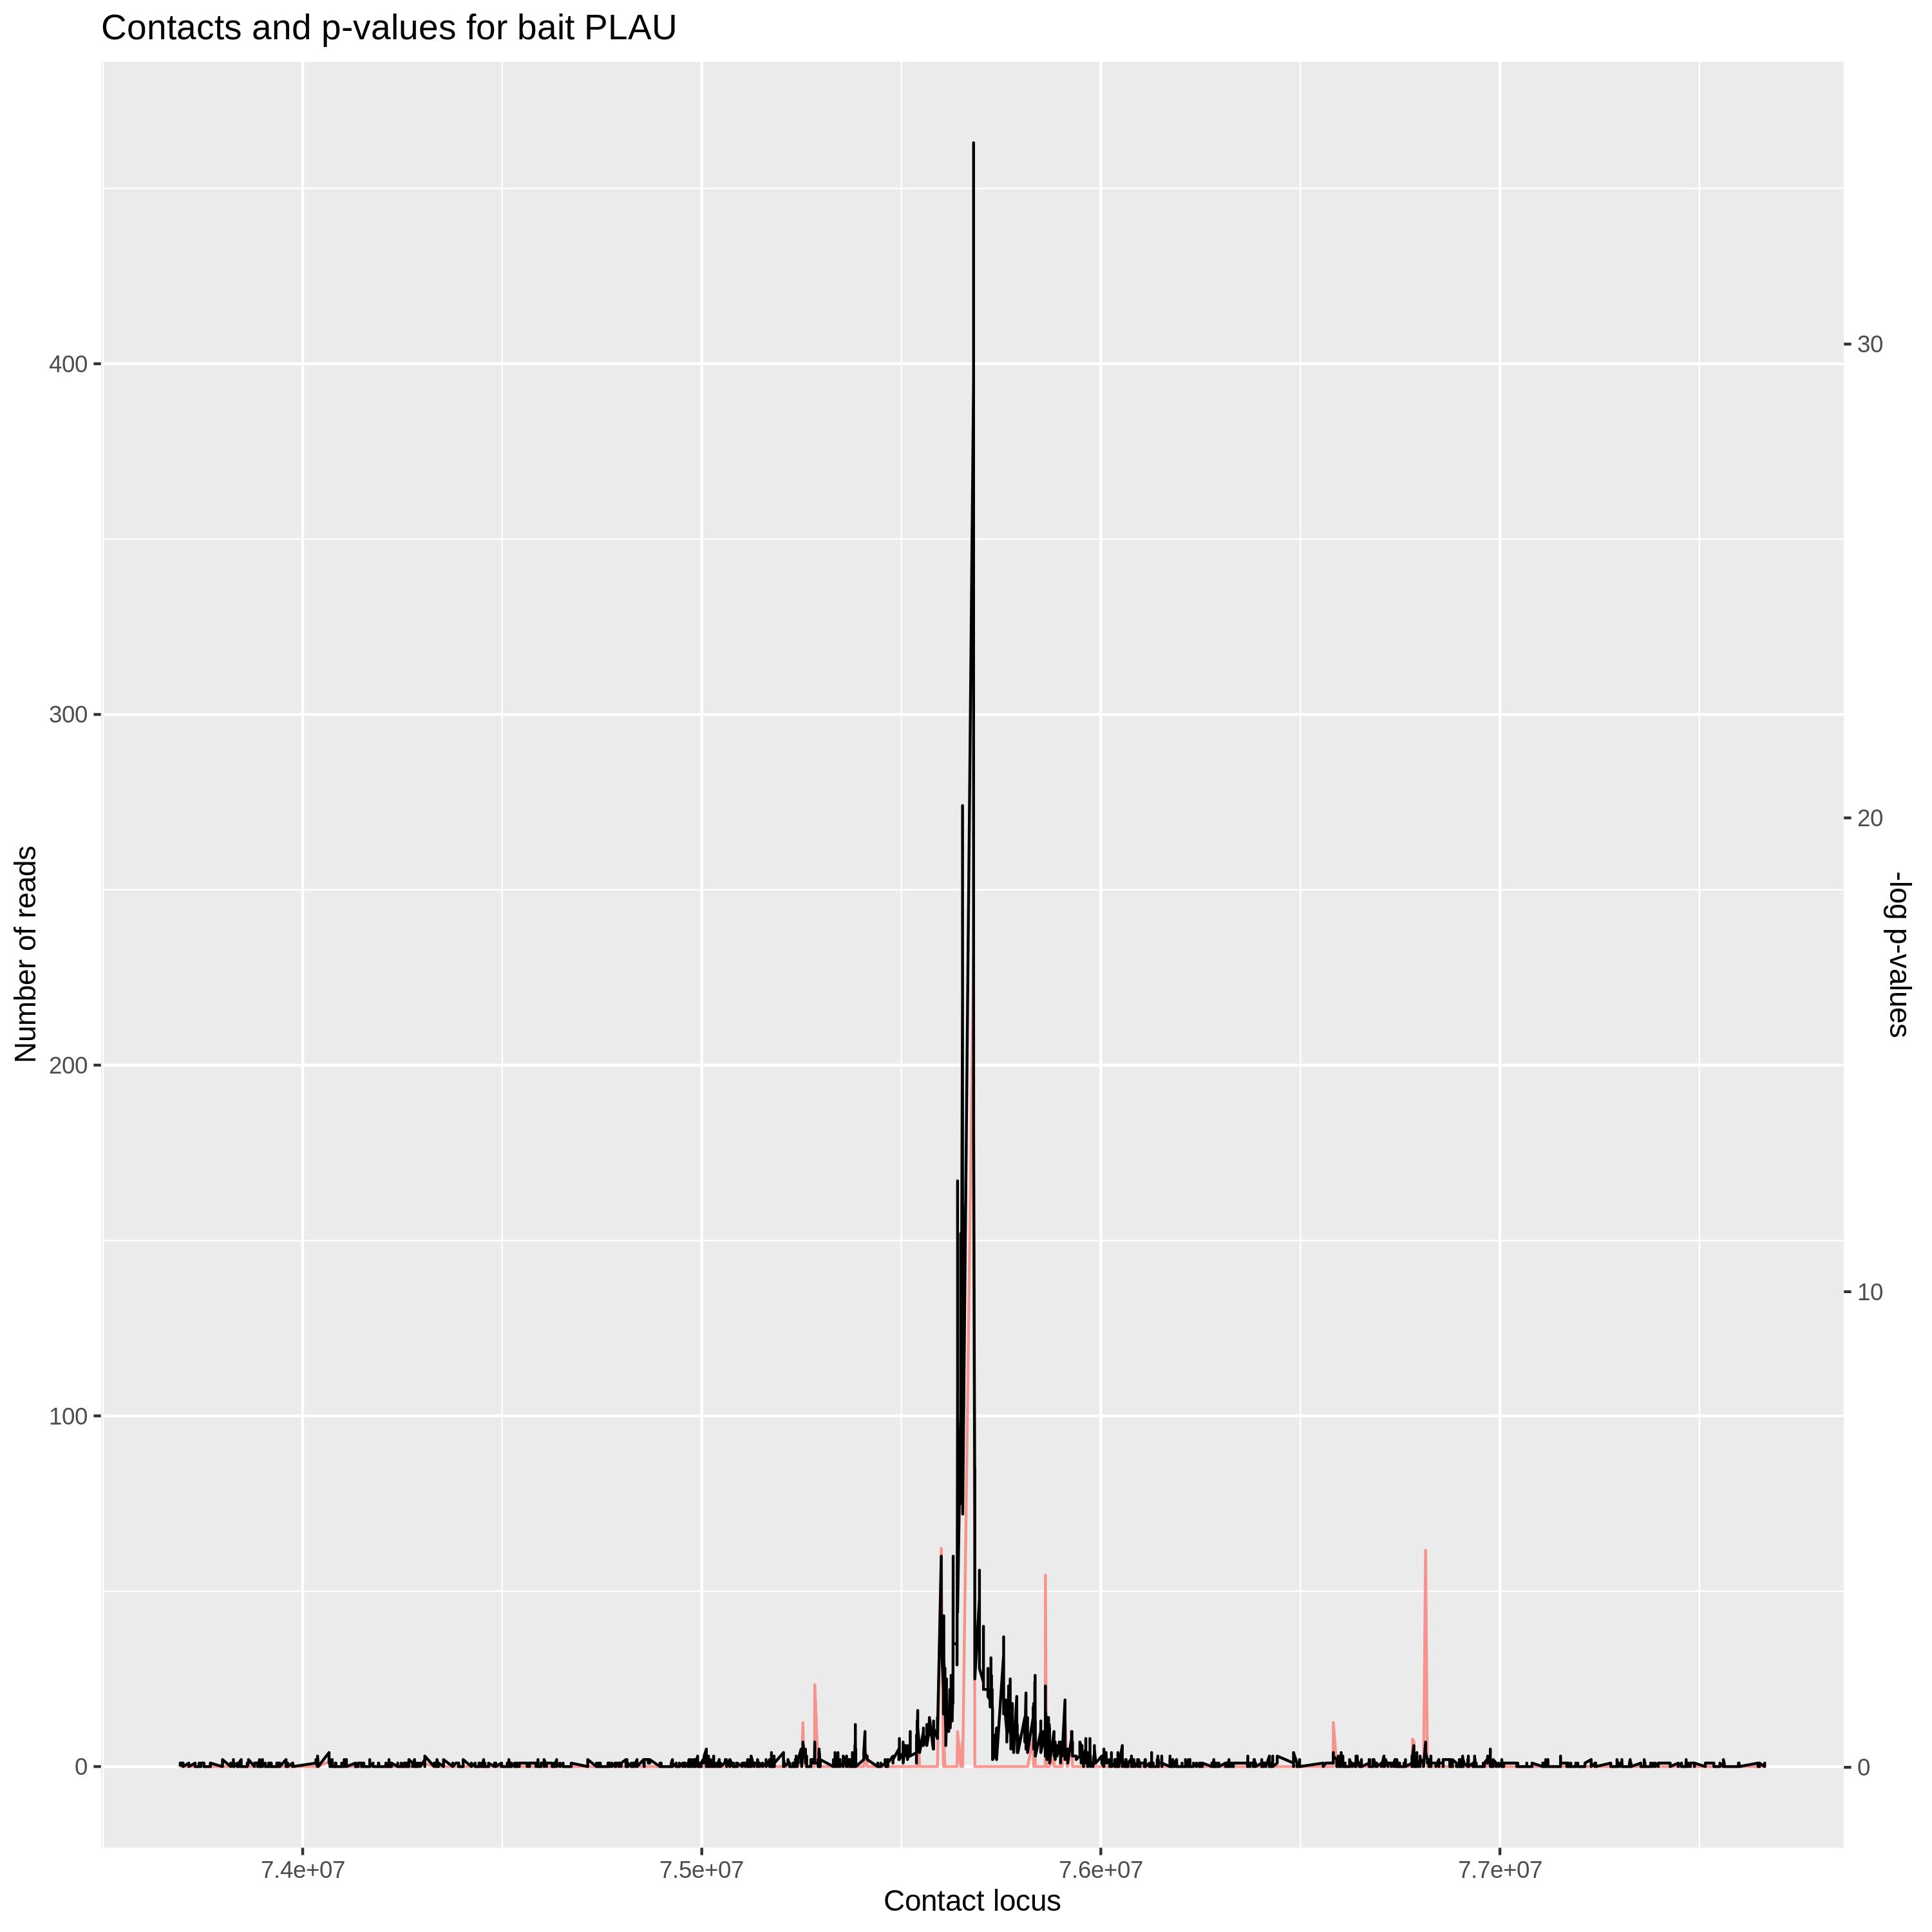 Contacts and p-values for bait PLAU
Number of reads
400
300
200
100
0
30
20
10
0
-log p-values
7.4e+07
7.5e+07
7.6e+07
7.7e+07
Contact locus